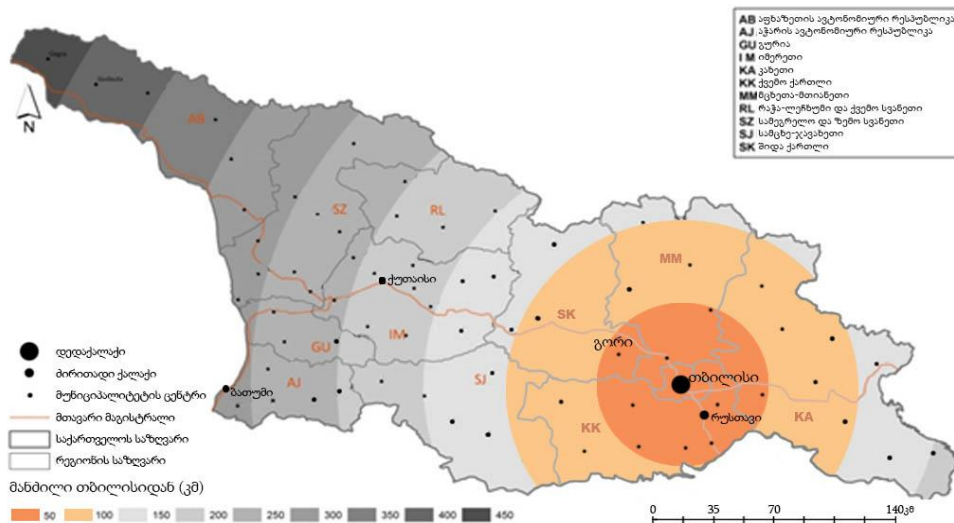 AB აფხაზეთის ავტონომიური რესპუბლიკა
AJ აჭარის ავტონომიური რესპუბლიკა
GU გურია
IM იმერეთი
KA კახეთი
KK ქვემო ქართლი
MM მცხეთა-მთიანეთი
RL რაჭა-ლეჩხუმი და ქვემო სვანეთი
SZ სამეგრელო და ზემო სვანეთი
SJ სამცხე-ჯავახეთი
SK შიდა ქართლი
N
AB
SZ
RL
MM
ქუთაისი
SK
GU
IM
გორი
AJ
SJ
თბილისი
ბათუმი
რუსთავი
KK
KA
დედაქალაქი
ძირითადი ქალაქი
მუნიციპალიტეტის ცენტრი
მთავარი მაგისტრალი
საქართველოს საზღვარი
რეგიონის საზღვარი
მანძილი თბილისიდან (კმ)
50 100 150 200 250 300 350 400 450
0 35 70 140კმ